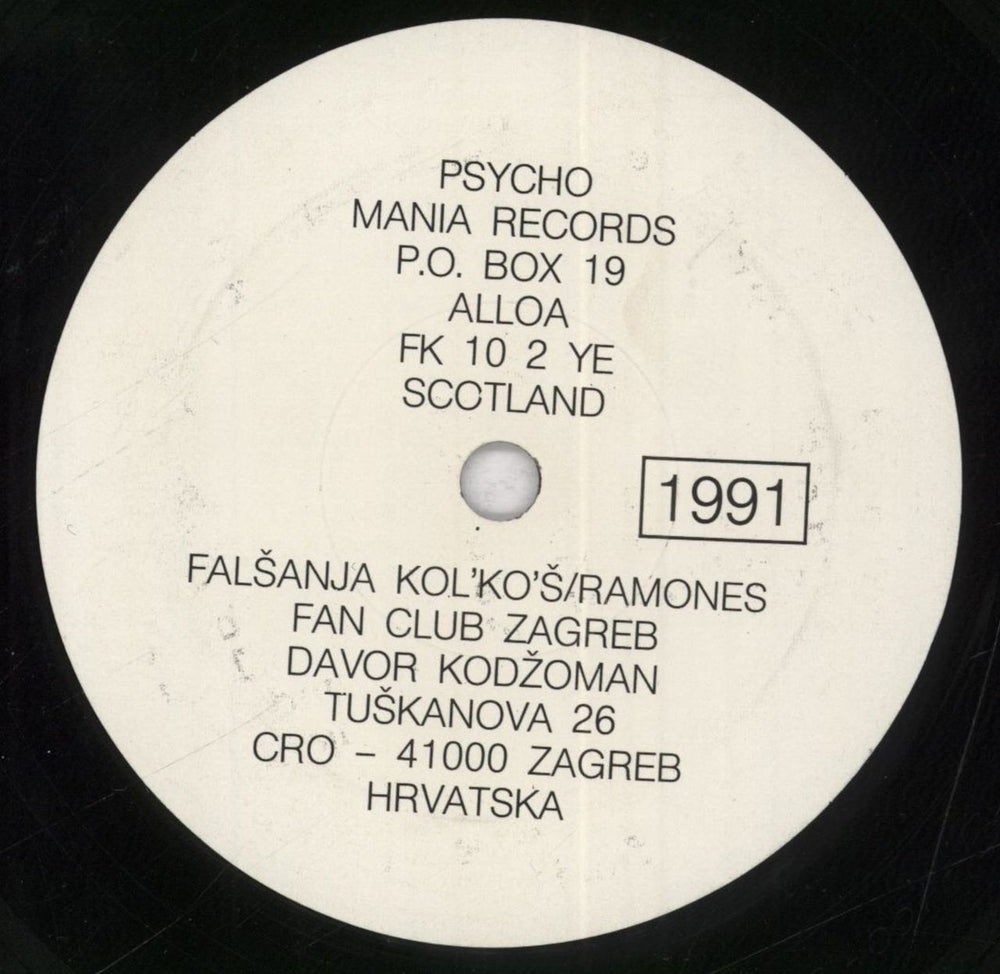 PSYCHO
MANIA RECORDS
P.O. BOX 19
ALLOA
FK 10 2 YE
SCOTLAND
1991
FALŠANJA KOL'KO'Š/RAMONES
FAN CLUB ZAGREB
DAVOR KODŽOMAN
TUŠKANOVA 26
CRO – 41000 ZAGREB
HRVATSKA